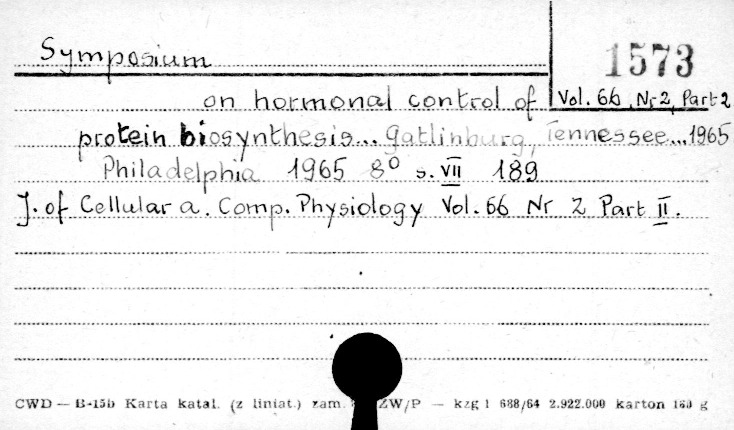 Symposium
1573
on hormonal control of
Vol. 66, Nr 2, Part 2
protein biosynthesis... Gatlinburg, Tennessee...1965
Philadelphia 1965 8° s. VII 189
J. of Cellular a. Comp. Physiology Vol. 66 Nr 2 Part II.
CWD — B-15b Karta katal. (z liniat.) zam. ZW/P — kzg 1 688/64 2.922.000 karton 180 g